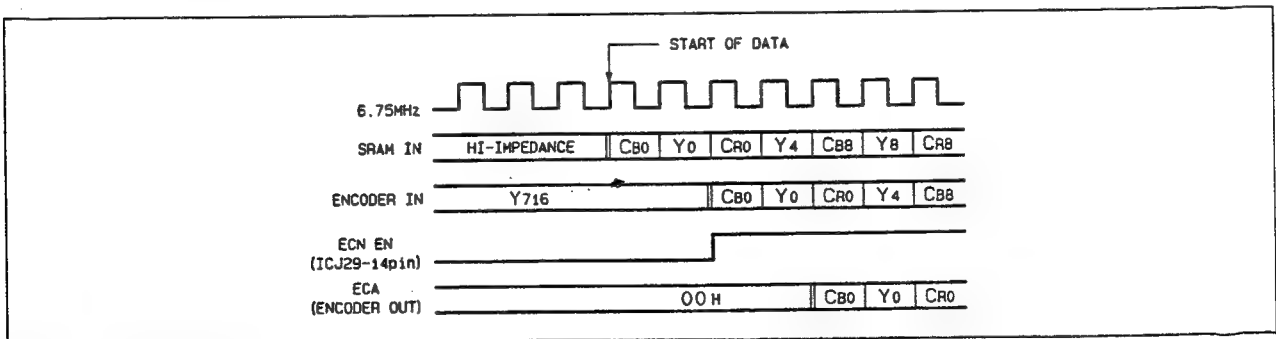 START OF DATA
6.75MHz
SRAM IN HI-IMPEDANCE CB0 Y0 CR0 Y4 CB8 Y8 CR8
ENCODER IN Y716 CB0 Y0 CR0 Y4 CB8
ECN EN
(ICJ29-14pin)
ECA
(ENCODER OUT) 00H CB0 Y0 CR0